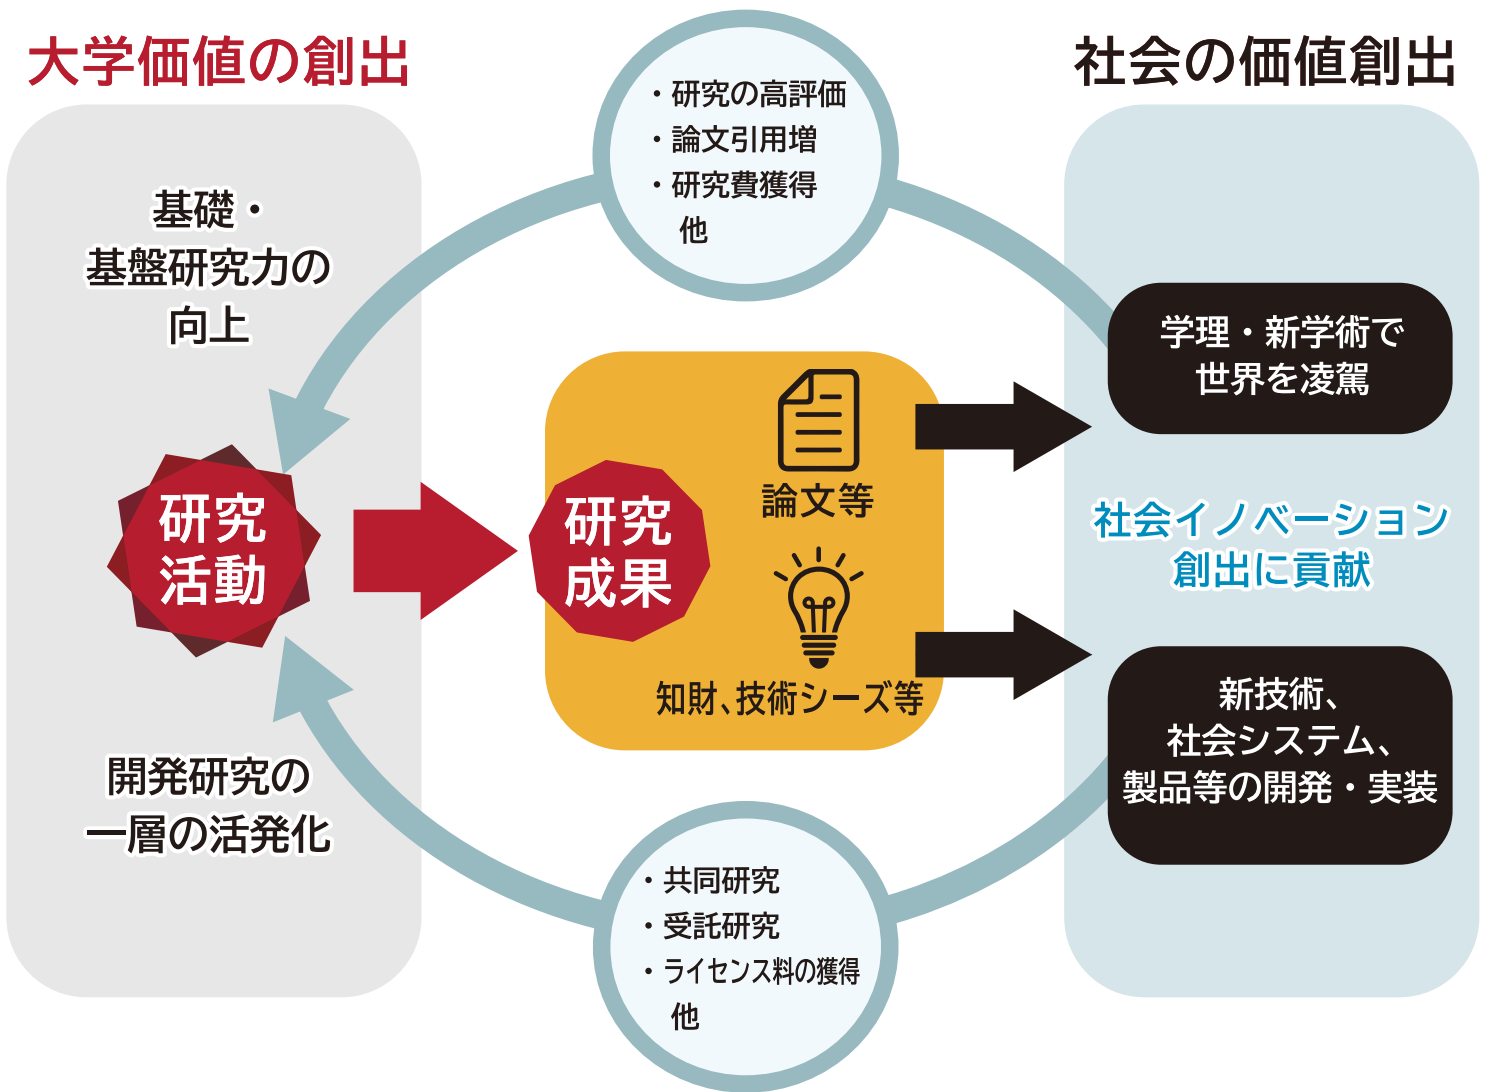 大学価値の創出
基礎・
基盤研究力の
向上
研究
活動
開発研究の
一層の活発化
・研究の高評価
・論文引用増
・研究費獲得
他
研究
成果
論文等
知財、技術シーズ等
・共同研究
・受託研究
・ライセンス料の獲得
他
社会の価値創出
学理・新学術で
世界を凌駕
社会イノベーション
創出に貢献
新技術、
社会システム、
製品等の開発・実装